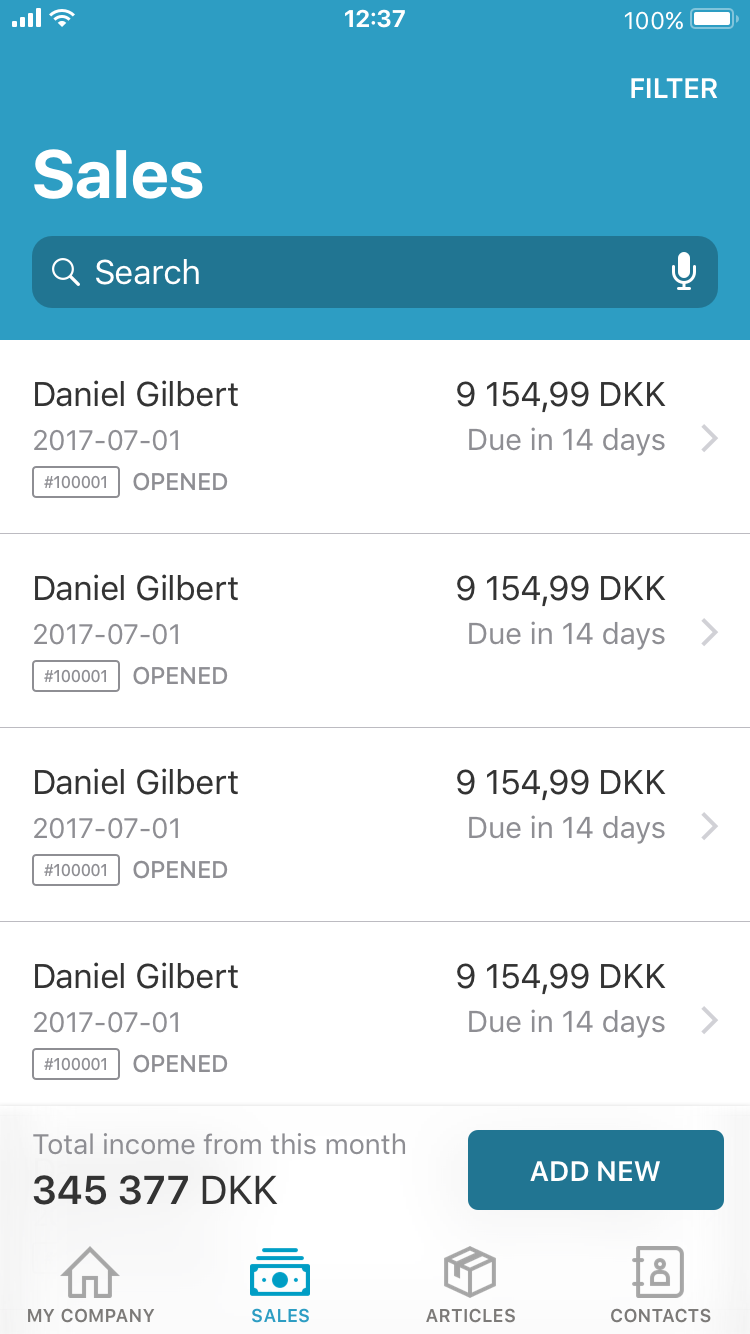 12:37 100%
FILTER
Sales
Search
Daniel Gilbert 9 154,99 DKK
2017-07-01 Due in 14 days
#100001 OPENED
Daniel Gilbert 9 154,99 DKK
2017-07-01 Due in 14 days
#100001 OPENED
Daniel Gilbert 9 154,99 DKK
2017-07-01 Due in 14 days
#100001 OPENED
Daniel Gilbert 9 154,99 DKK
2017-07-01 Due in 14 days
#100001 OPENED
Total income from this month
345 377 DKK
ADD NEW
MY COMPANY SALES ARTICLES CONTACTS